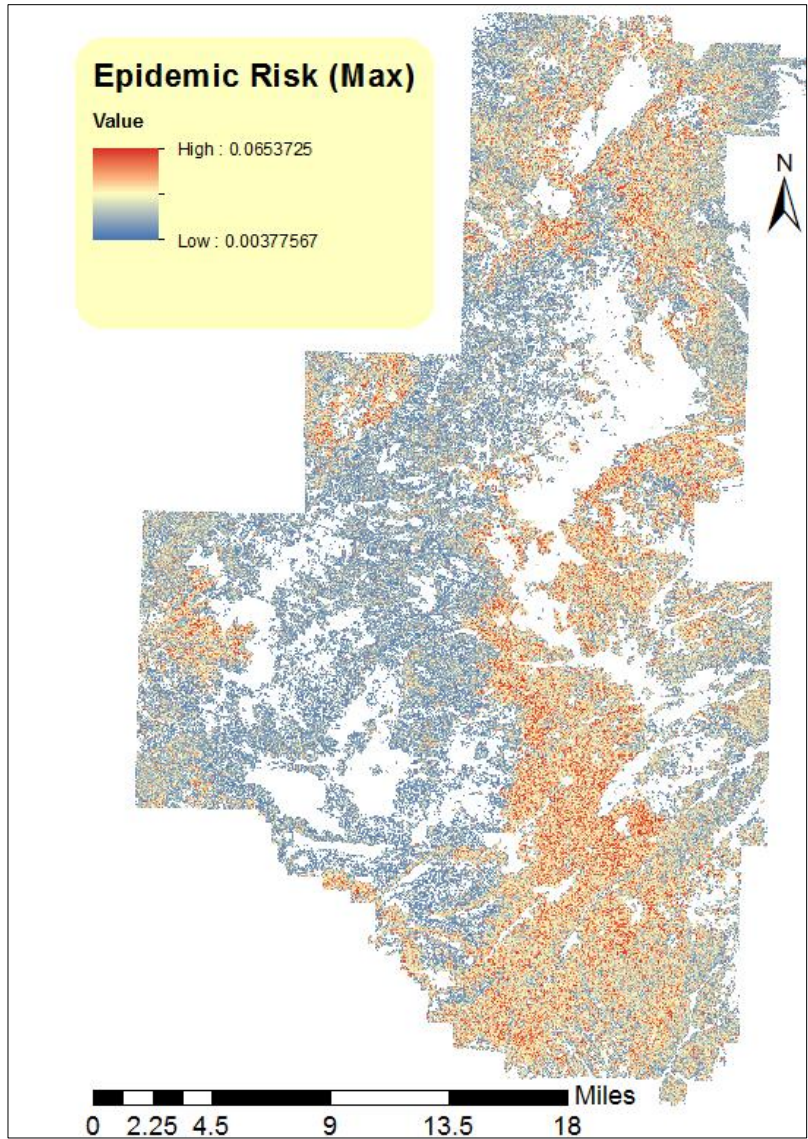 Epidemic Risk (Max)
Value
High : 0.0653725
Low : 0.00377567
N
Miles
0 2.25 4.5 9 13.5 18